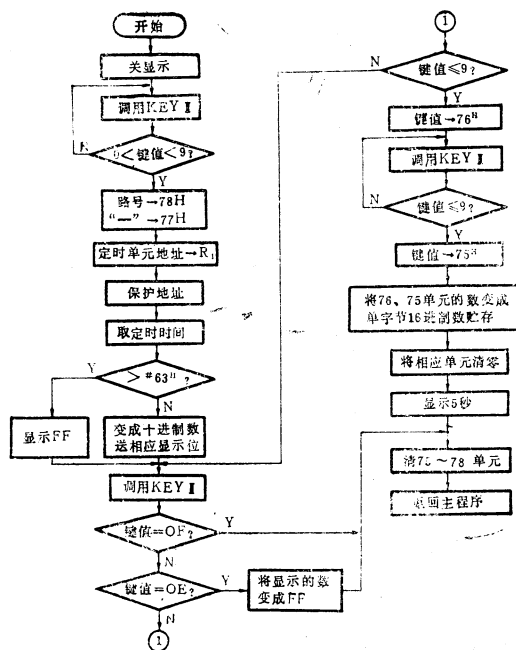 开始
关显示
调用KEY Ⅱ
N
0<键值<9?
Y
路号→78H
“—”→77H
定时单元地址→R₁
保护地址
取定时时间
Y
>#63H?
N
显示FF
变成十进制数
送相应显示位
调用KEY Ⅱ
键值=OF?
Y
N
键值=OE?
Y
将显示的数
变成FF
N
①
①
N
键值≤9?
Y
键值→76H
调用KEY Ⅱ
N
键值≤9?
Y
键值→75H
将76、75单元的数变成
单字节16进制数贮存
将相应单元清零
显示5秒
清75~78单元
返回主程序